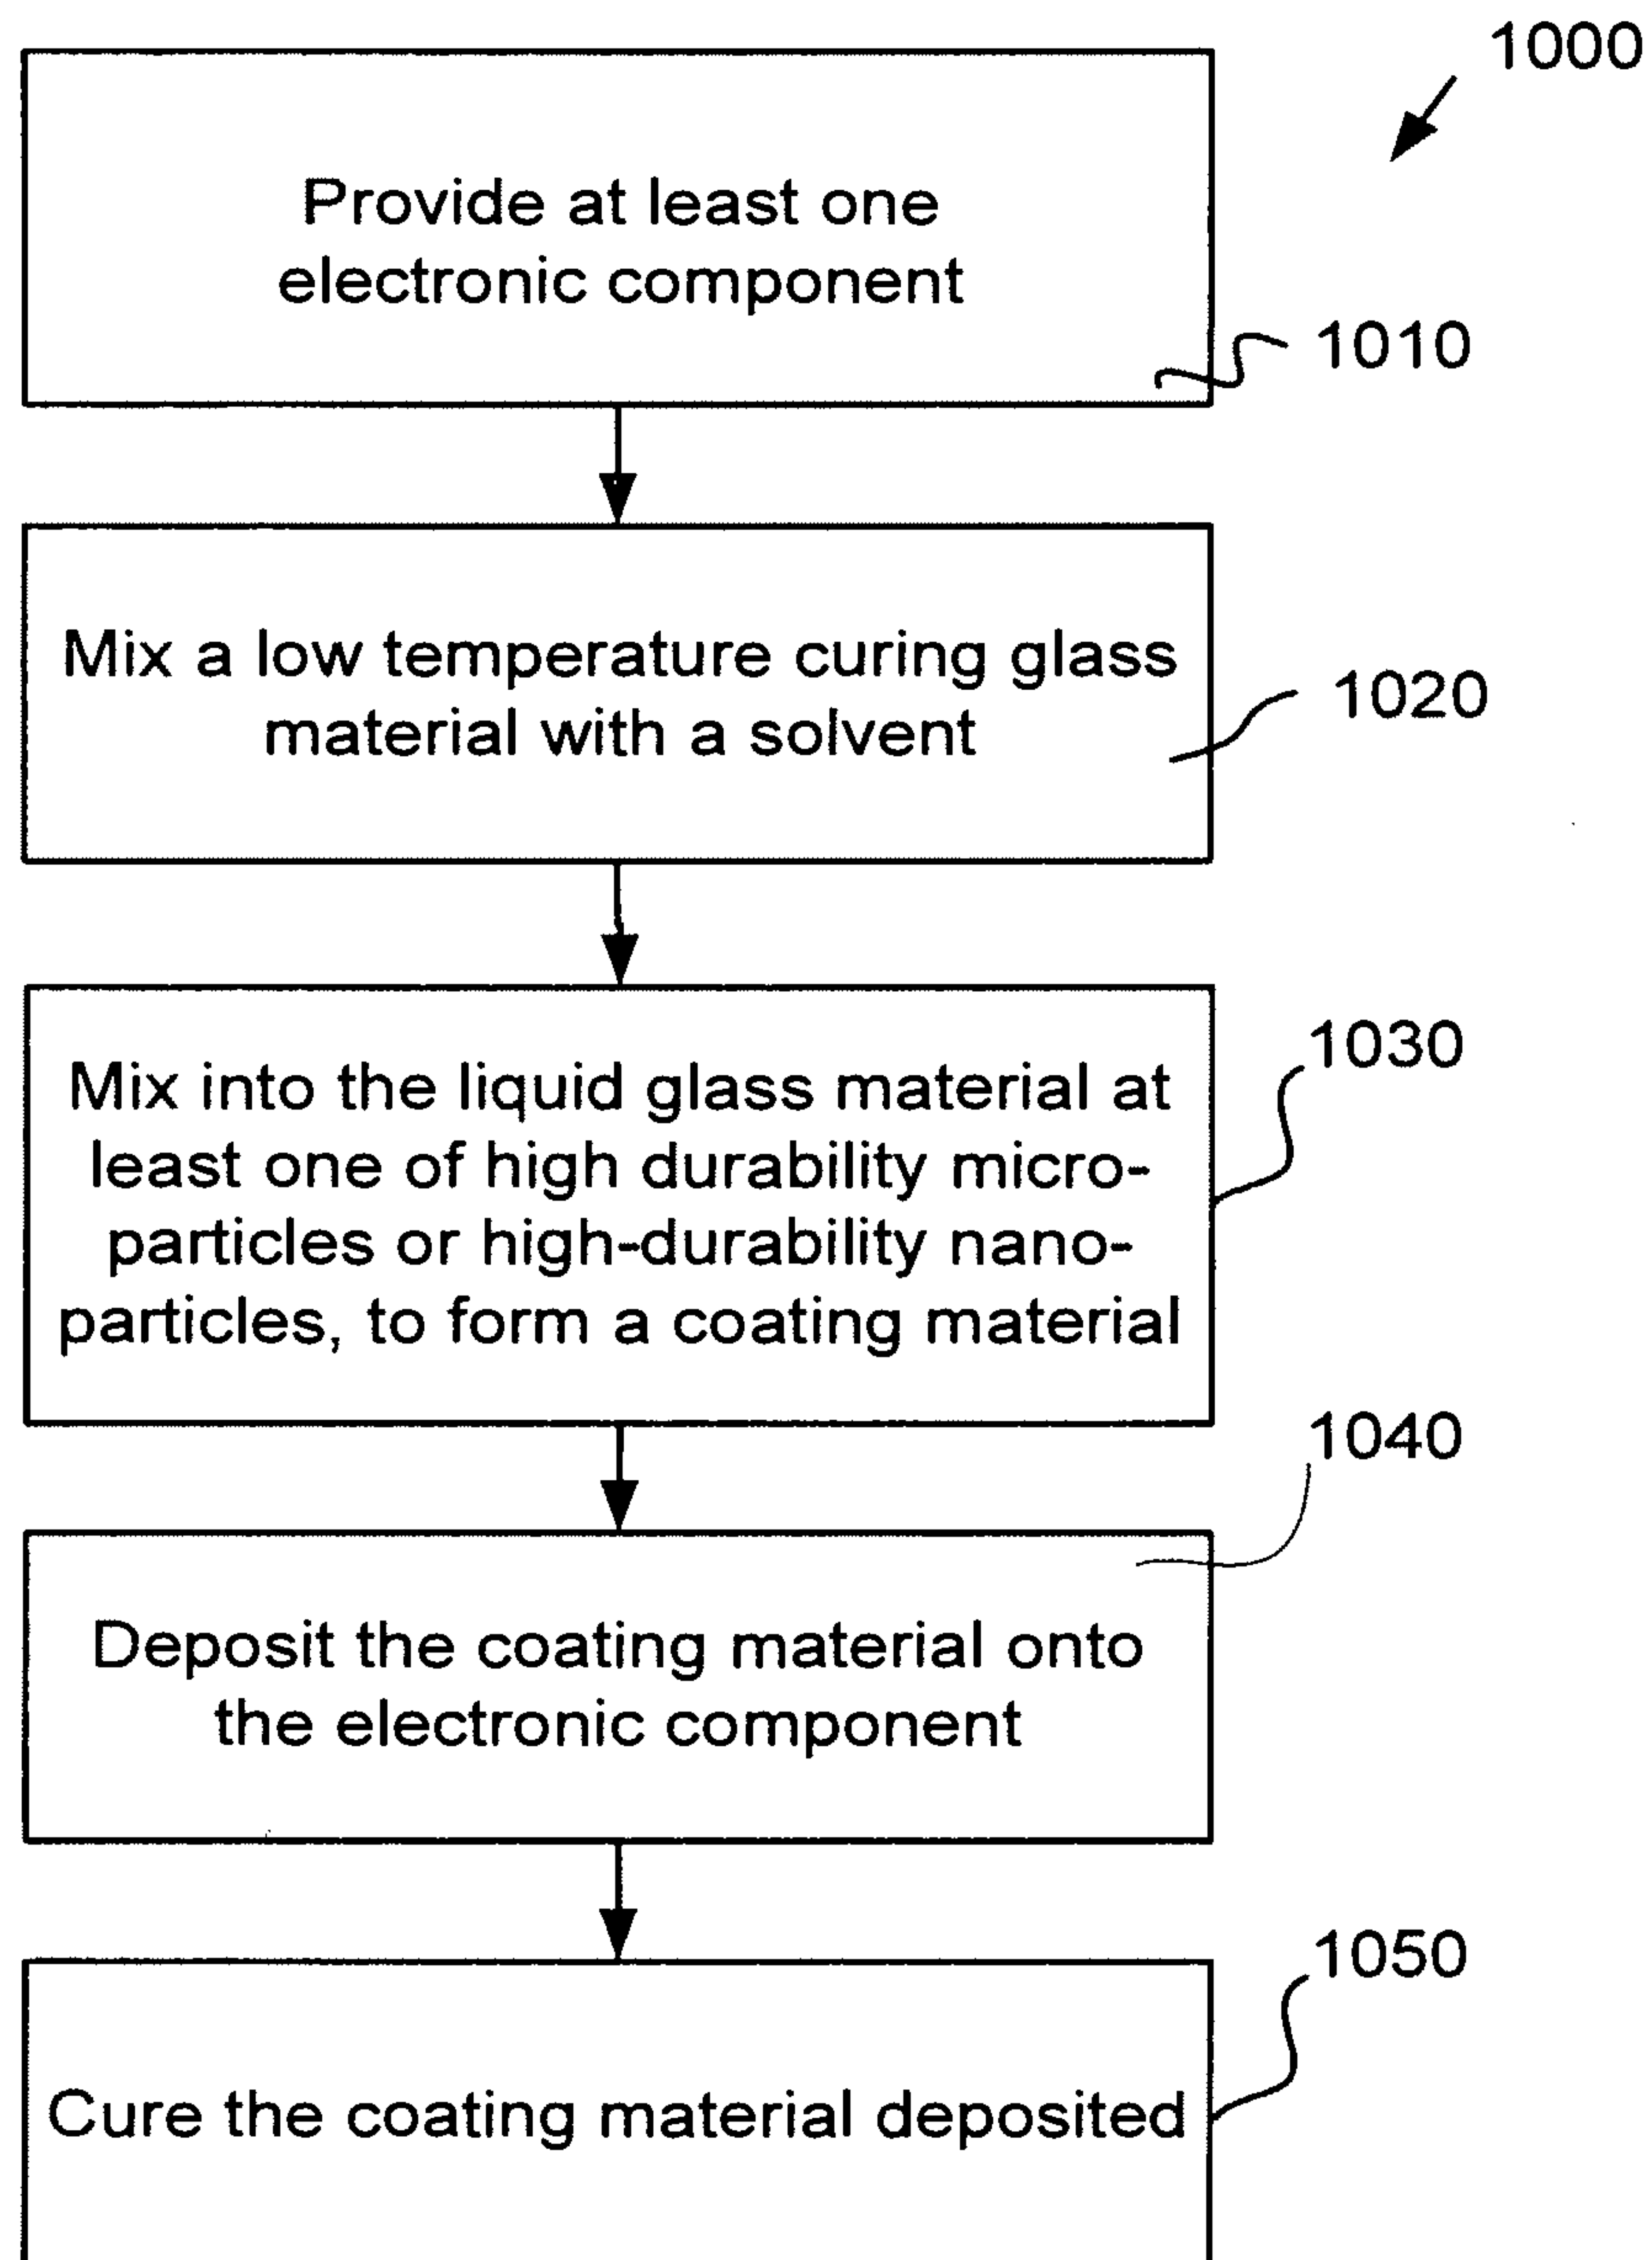 1000
Provide at least one
electronic component
1010
Mix a low temperature curing glass
material with a solvent
1020
1030
Mix into the liquid glass material at
least one of high durability micro-
particles or high-durability nano-
particles, to form a coating material
1040
Deposit the coating material onto
the electronic component
1050
Cure the coating material deposited